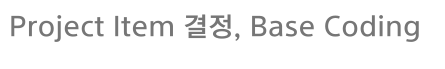 Project Item 결정, Base Coding